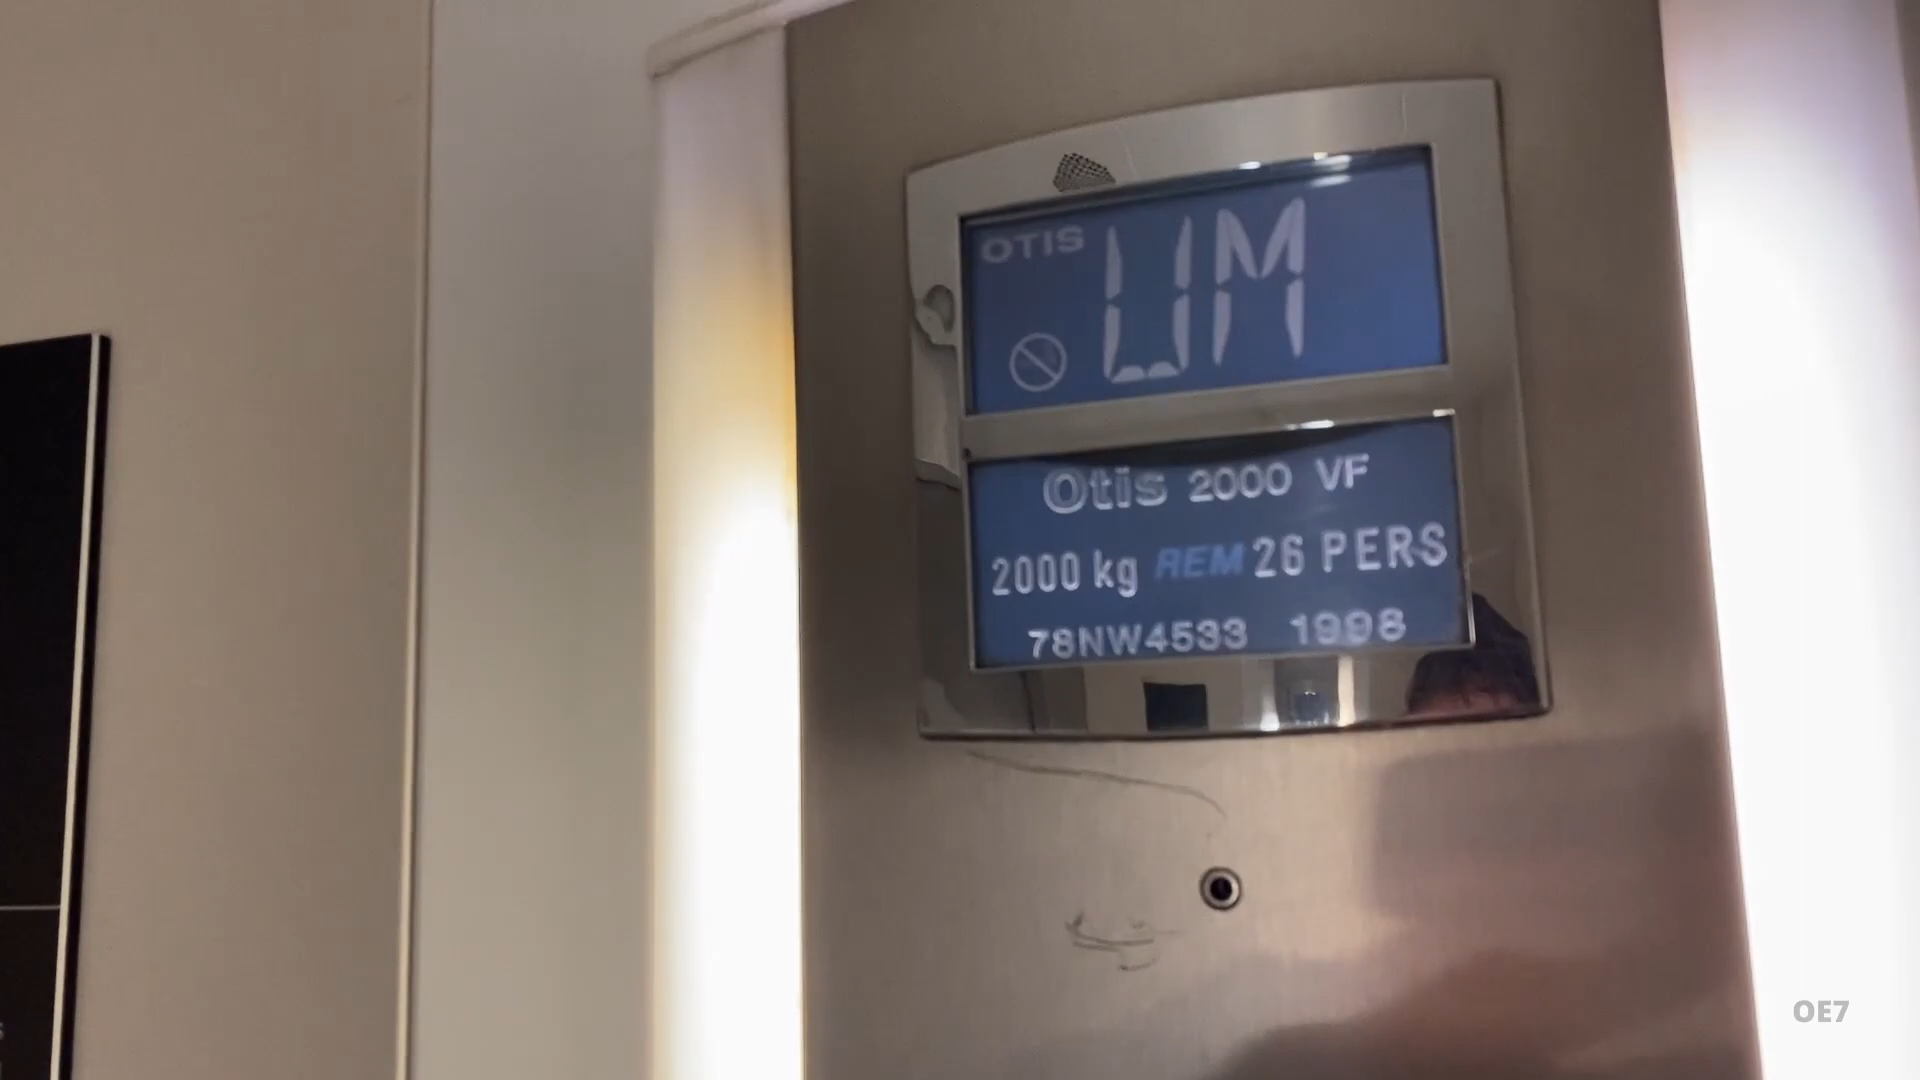 OTIS
UM
Otis 2000 VF
2000 kg REM 26 PERS
78NW4533 1998
OE7